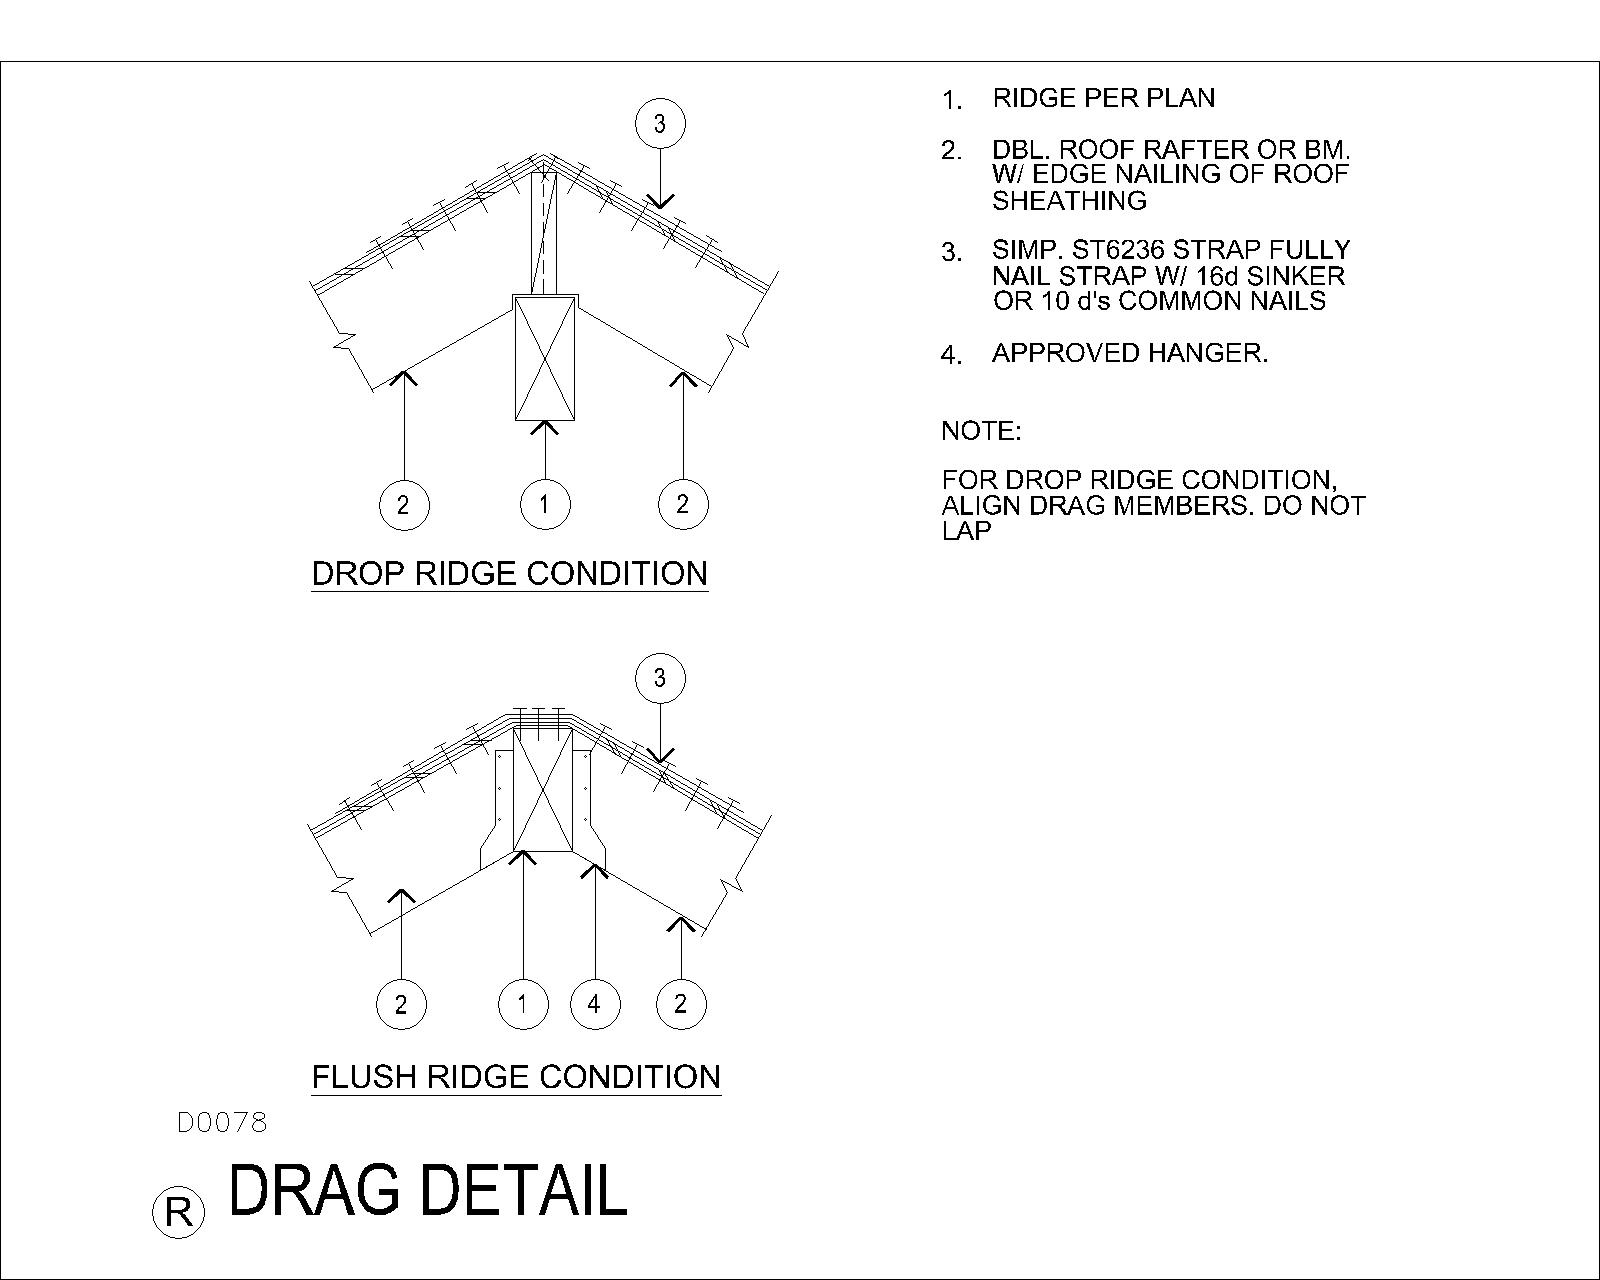 3
2
1
2
DROP RIDGE CONDITION
3
2
1
4
2
FLUSH RIDGE CONDITION
1. RIDGE PER PLAN
2. DBL. ROOF RAFTER OR BM.
W/ EDGE NAILING OF ROOF
SHEATHING
3. SIMP. ST6236 STRAP FULLY
NAIL STRAP W/ 16d SINKER
OR 10 d's COMMON NAILS
4. APPROVED HANGER.
NOTE:
FOR DROP RIDGE CONDITION,
ALIGN DRAG MEMBERS. DO NOT
LAP
D0078
R DRAG DETAIL